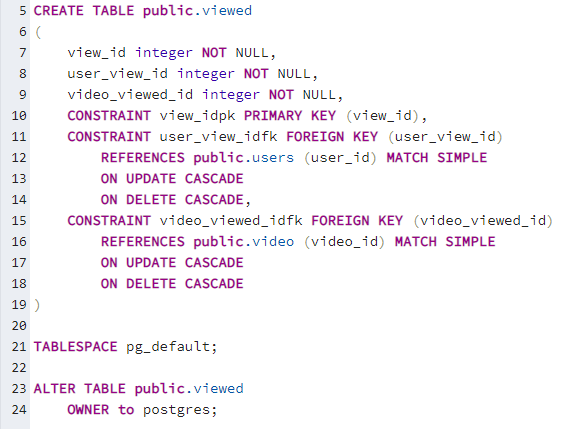 5 CREATE TABLE public.viewed
6 (
7     view_id integer NOT NULL,
8     user_view_id integer NOT NULL,
9     video_viewed_id integer NOT NULL,
10     CONSTRAINT view_idpk PRIMARY KEY (view_id),
11     CONSTRAINT user_view_idfk FOREIGN KEY (user_view_id)
12         REFERENCES public.users (user_id) MATCH SIMPLE
13         ON UPDATE CASCADE
14         ON DELETE CASCADE,
15     CONSTRAINT video_viewed_idfk FOREIGN KEY (video_viewed_id)
16         REFERENCES public.video (video_id) MATCH SIMPLE
17         ON UPDATE CASCADE
18         ON DELETE CASCADE
19 )
20
21 TABLESPACE pg_default;
22
23 ALTER TABLE public.viewed
24     OWNER to postgres;